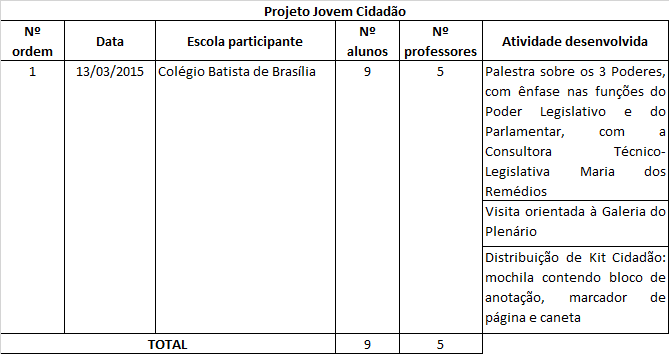 Projeto Jovem Cidadão
Nº ordem Data Escola participante Nº alunos Nº professores Atividade desenvolvida
1 13/03/2015 Colégio Batista de Brasília 9 5 Palestra sobre os 3 Poderes,
com ênfase nas funções do
Poder Legislativo e do
Parlamentar, com a
Consultora Técnico-
Legislativa Maria dos
Remédios
Visita orientada à Galeria do
Plenário
Distribuição de Kit Cidadão:
mochila contendo bloco de
anotação, marcador de
página e caneta
TOTAL 9 5